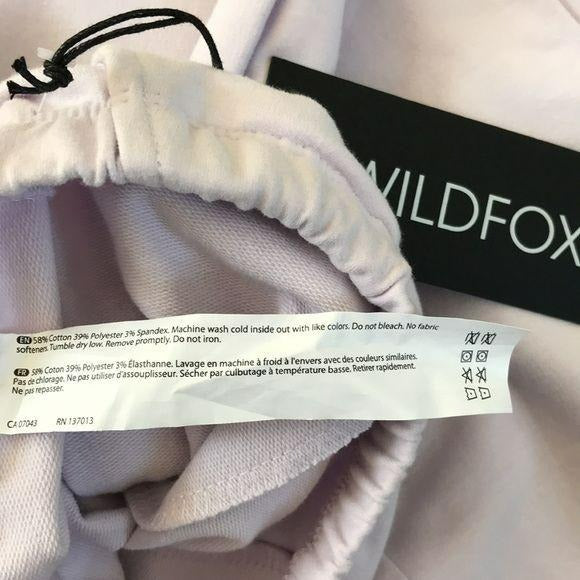 WILDFOX
EN 58% Cotton 39% Polyester 3% Spandex. Machine wash cold inside out with like colors. Do not bleach. No fabric
softeners. Tumble dry low. Remove promptly. Do not iron.
FR 58% Coton 39% Polyester 3% Élasthanne. Lavage en machine à froid à l'envers avec des couleurs similaires.
Pas de chlorage. Ne pas utiliser d'assouplisseur. Sécher par culbutage à température basse. Retirer rapidement.
Ne pas repasser.
CA 07043 RN 137013